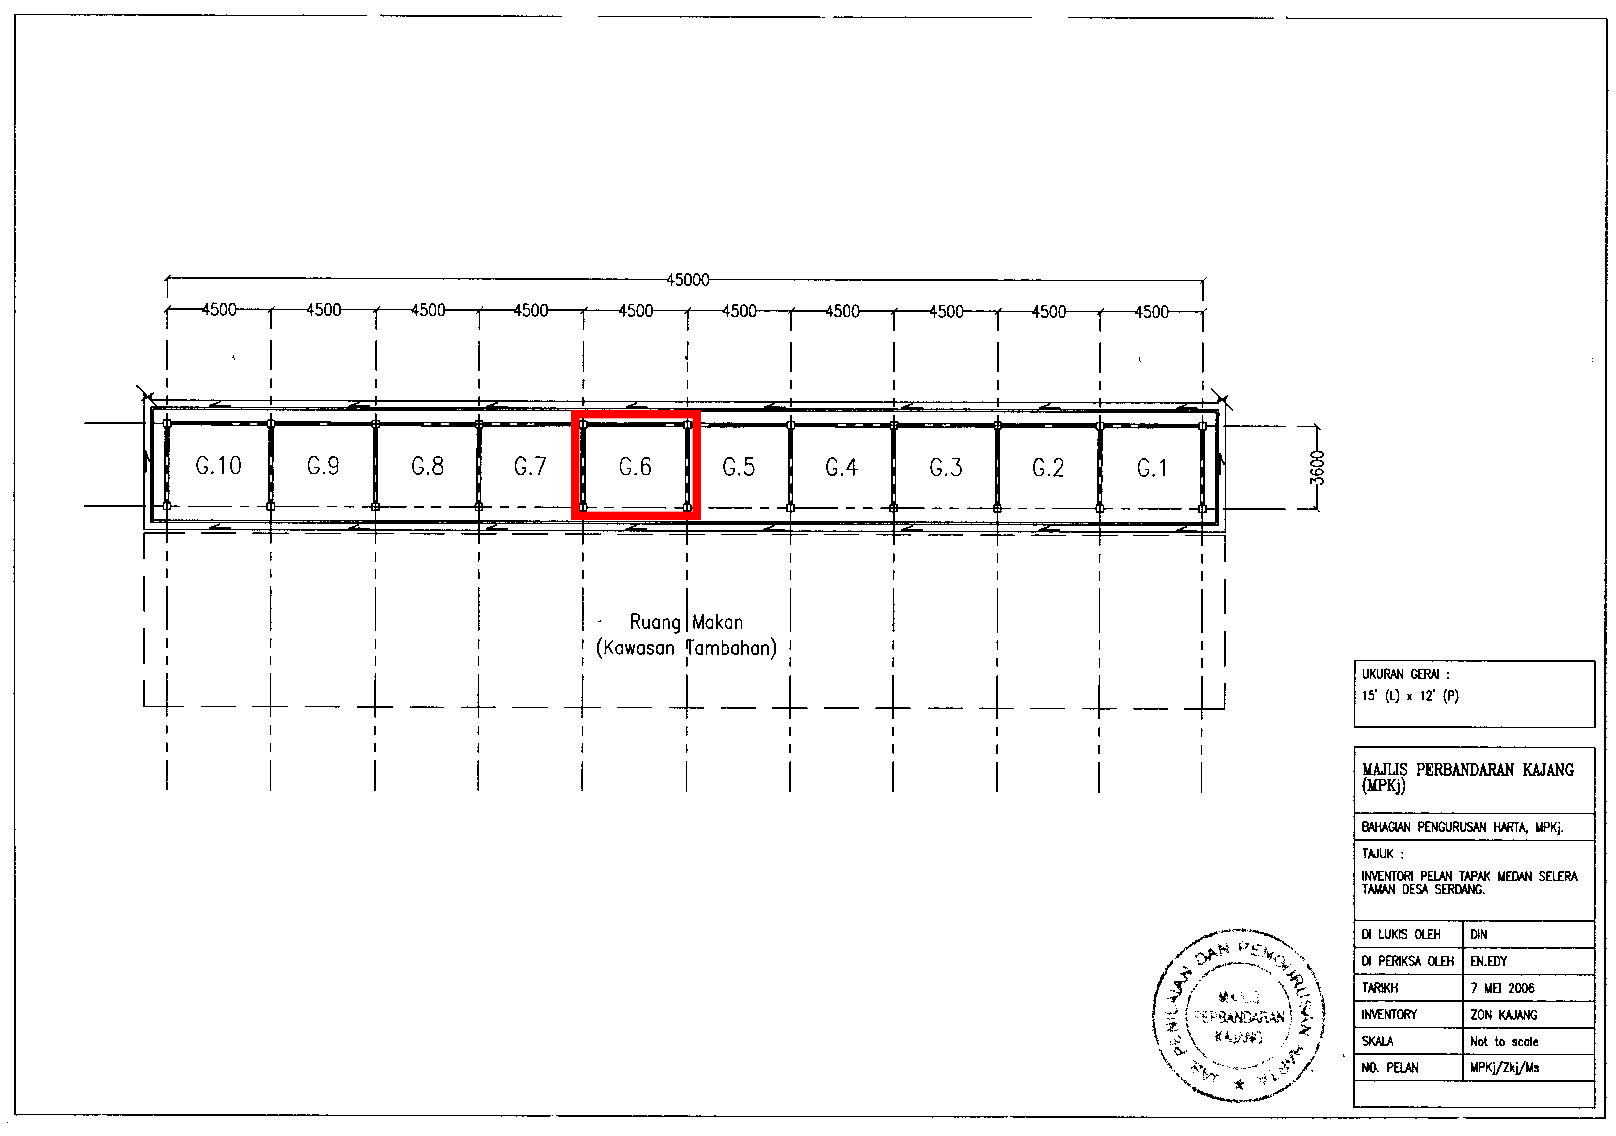 45000
4500 4500 4500 4500 4500 4500 4500 4500 4500 4500
G.10 G.9 G.8 G.7 G.6 G.5 G.4 G.3 G.2 G.1
3600
Ruang Makan
(Kawasan Tambahan)
UKURAN GERAI :
15' (L) x 12' (P)
MAJLIS PERBANDARAN KAJANG
(MPKj)
BAHAGIAN PENGURUSAN HARTA, MPKj.
TAJUK :
INVENTORI PELAN TAPAK MEDAN SELERA
TAMAN DESA SERDANG.
DI LUKIS OLEH DIN
DI PERIKSA OLEH EN.EDY
TARIKH 7 MEI 2006
INVENTORY ZON KAJANG
SKALA Not to scale
NO. PELAN MPKj/Zkj/Ms
JAB PENILAIAN DAN PENGURUSAN HARTA
MAJLIS
PERBANDARAN
KAJANG